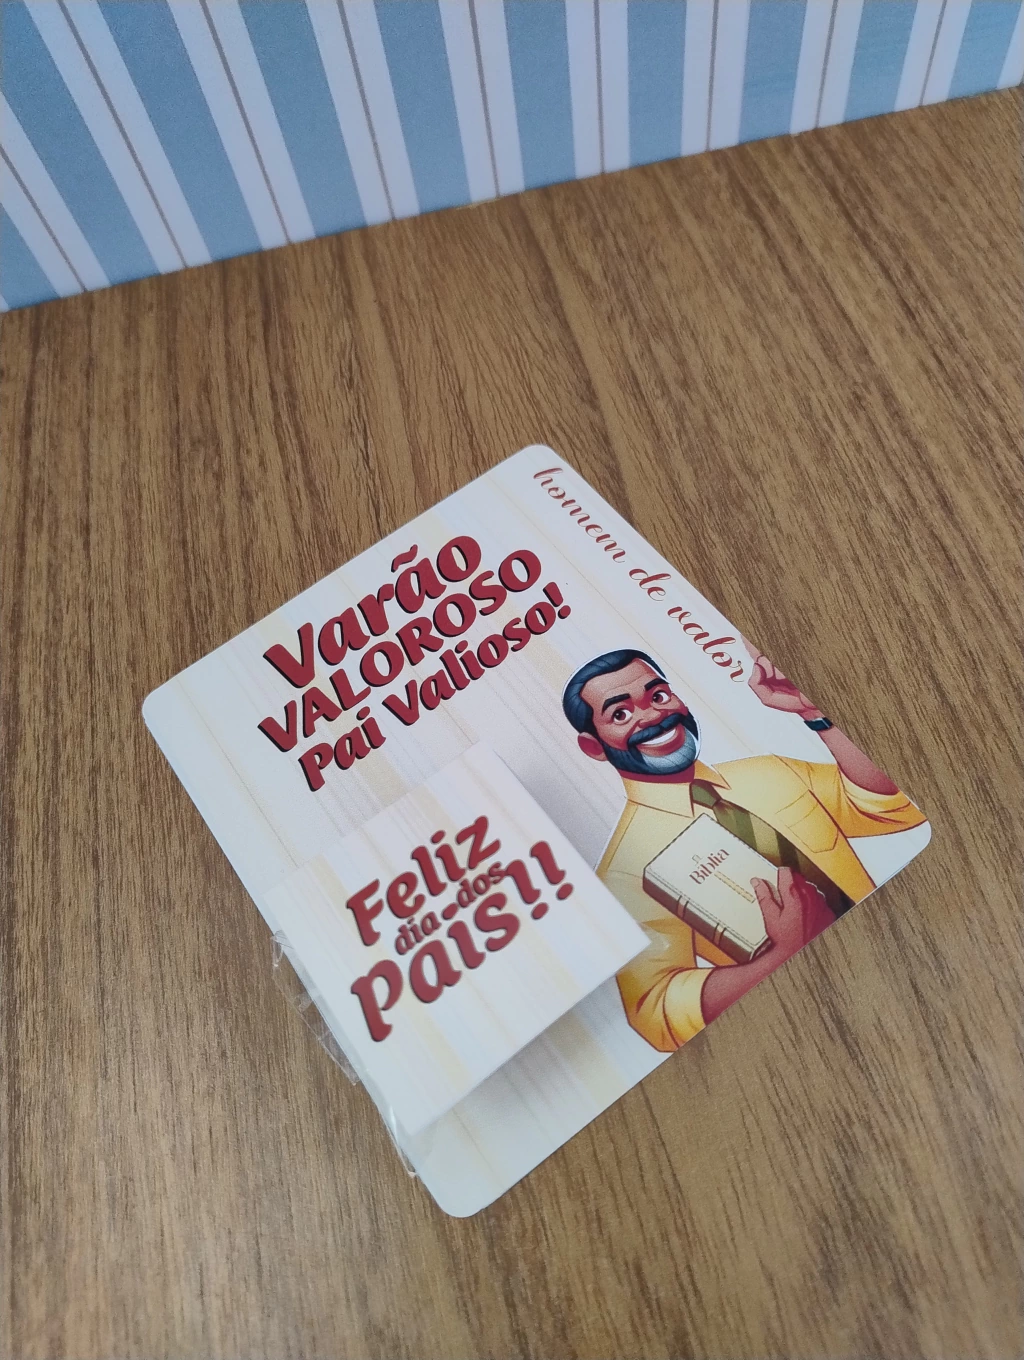 homem de valor
Varão
VALOROSO
pai Valioso!
Feliz
dia dos
pais!!
a
Bíblia